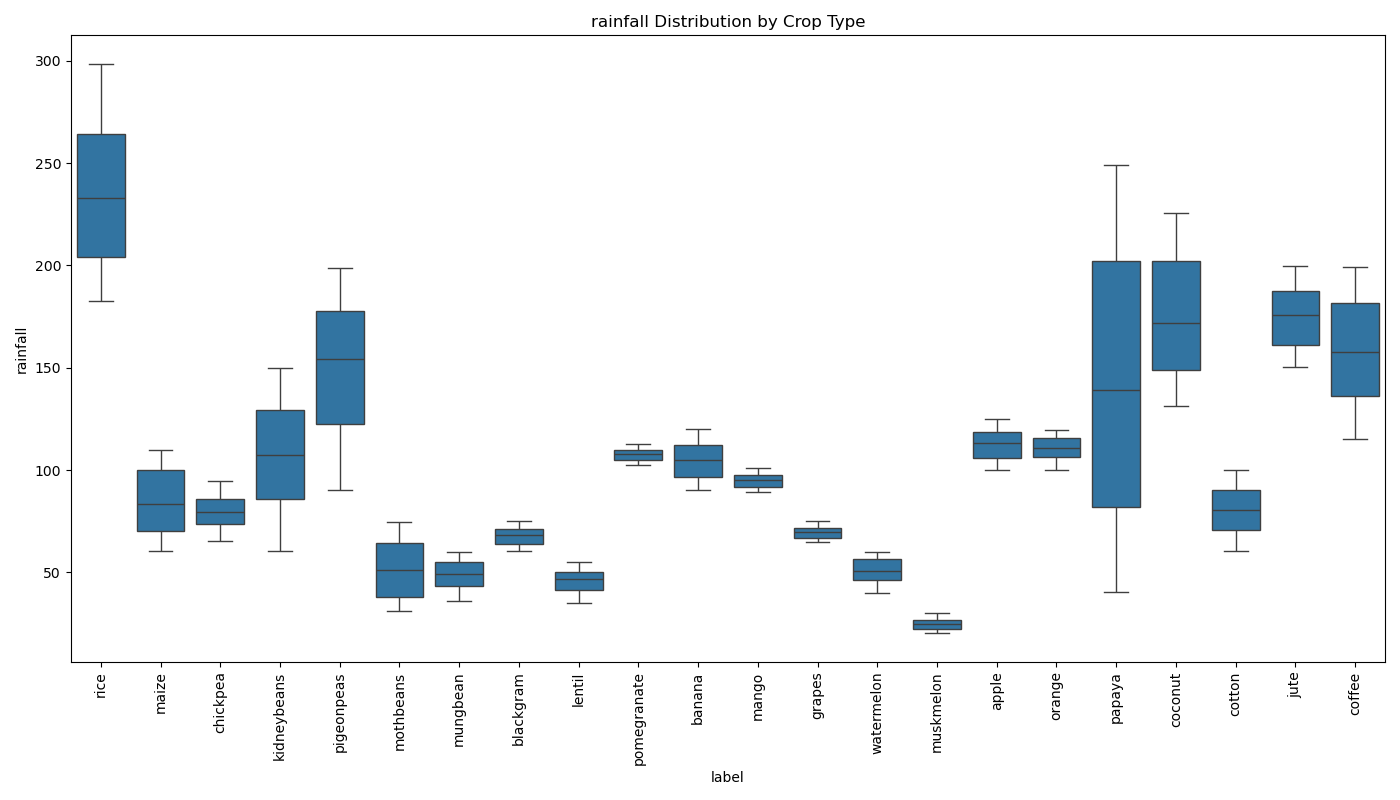 rainfall Distribution by Crop Type
rainfall
300
250
200
150
100
50
rice
maize
chickpea
kidneybeans
pigeonpeas
mothbeans
mungbean
blackgram
lentil
pomegranate
banana
mango
grapes
watermelon
muskmelon
apple
orange
papaya
coconut
cotton
jute
coffee
label